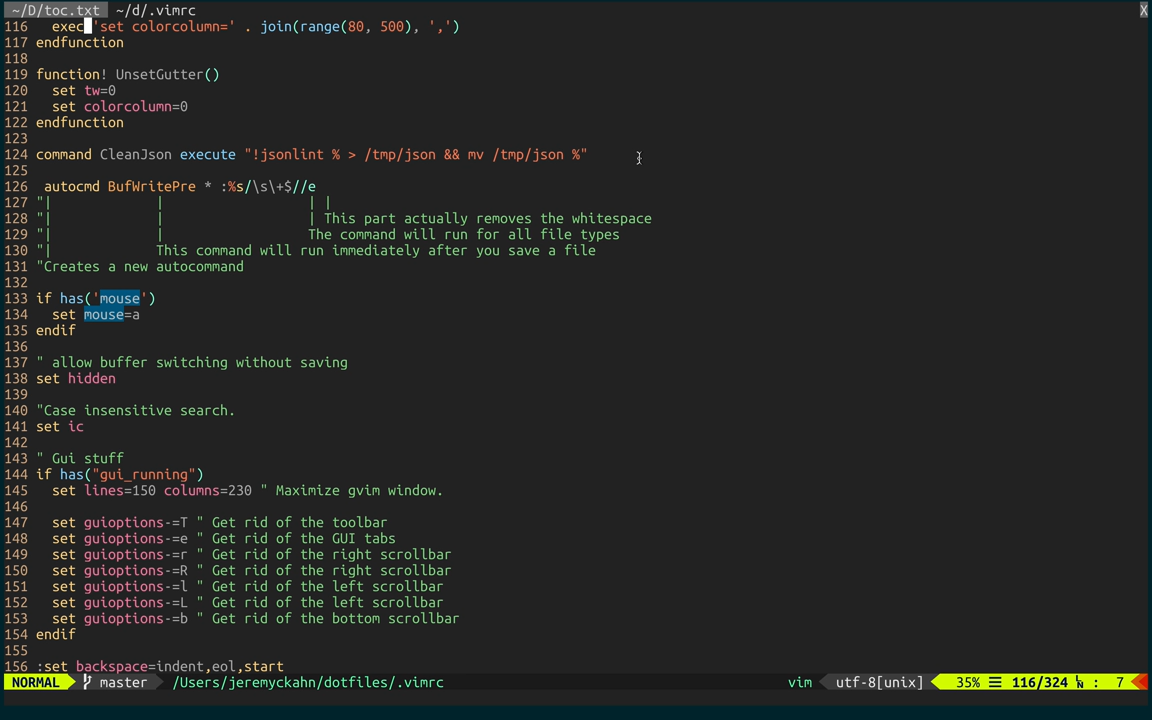 ~/D/toc.txt  ~/d/.vimrc X
116   exec 'set colorcolumn=' . join(range(80, 500), ',')
117 endfunction
118
119 function! UnsetGutter()
120   set tw=0
121   set colorcolumn=0
122 endfunction
123
124 command CleanJson execute "!jsonlint % > /tmp/json && mv /tmp/json %"
125
126  autocmd BufWritePre * :%s/\s\+$//e
127 "|             |                  | |
128 "|             |                  | This part actually removes the whitespace
129 "|             |                  The command will run for all file types
130 "|             This command will run immediately after you save a file
131 "Creates a new autocommand
132
133 if has('mouse')
134   set mouse=a
135 endif
136
137 " allow buffer switching without saving
138 set hidden
139
140 "Case insensitive search.
141 set ic
142
143 " Gui stuff
144 if has("gui_running")
145   set lines=150 columns=230 " Maximize gvim window.
146
147   set guioptions-=T " Get rid of the toolbar
148   set guioptions-=e " Get rid of the GUI tabs
149   set guioptions-=r " Get rid of the right scrollbar
150   set guioptions-=R " Get rid of the right scrollbar
151   set guioptions-=l " Get rid of the left scrollbar
152   set guioptions-=L " Get rid of the left scrollbar
153   set guioptions-=b " Get rid of the bottom scrollbar
154 endif
155
156 :set backspace=indent,eol,start
NORMAL master /Users/jeremyckahn/dotfiles/.vimrc vim utf-8[unix] 35% ☰ 116/324 ㏑ : 7